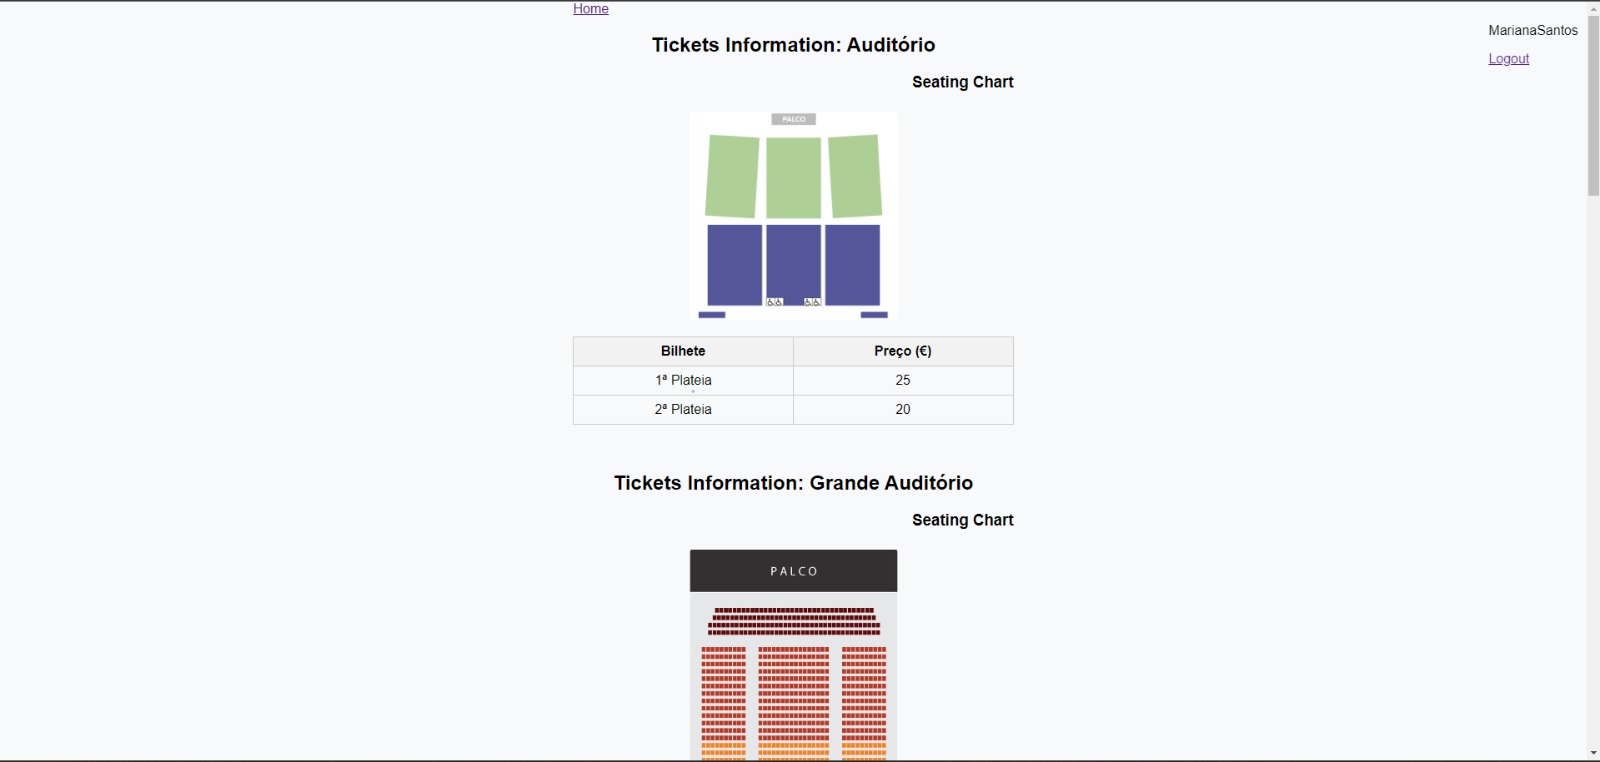 Home
MarianaSantos
Logout
Tickets Information: Auditório
Seating Chart
PALCO
Bilhete Preço (€)
1ª Plateia 25
2ª Plateia 20
Tickets Information: Grande Auditório
Seating Chart
PALCO